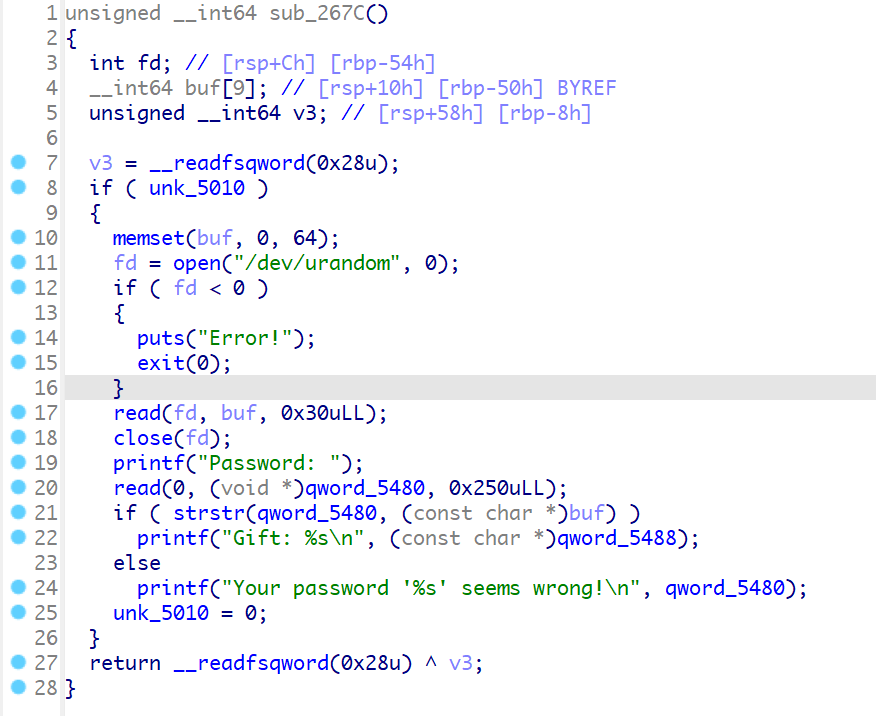 1 unsigned __int64 sub_267C()
2 {
3   int fd; // [rsp+Ch] [rbp-54h]
4   __int64 buf[9]; // [rsp+10h] [rbp-50h] BYREF
5   unsigned __int64 v3; // [rsp+58h] [rbp-8h]
6
7   v3 = __readfsqword(0x28u);
8   if ( unk_5010 )
9   {
10     memset(buf, 0, 64);
11     fd = open("/dev/urandom", 0);
12     if ( fd < 0 )
13     {
14       puts("Error!");
15       exit(0);
16     }
17     read(fd, buf, 0x30uLL);
18     close(fd);
19     printf("Password: ");
20     read(0, (void *)qword_5480, 0x250uLL);
21     if ( strstr(qword_5480, (const char *)buf) )
22       printf("Gift: %s\n", (const char *)qword_5488);
23     else
24       printf("Your password '%s' seems wrong!\n", qword_5480);
25     unk_5010 = 0;
26   }
27   return __readfsqword(0x28u) ^ v3;
28 }